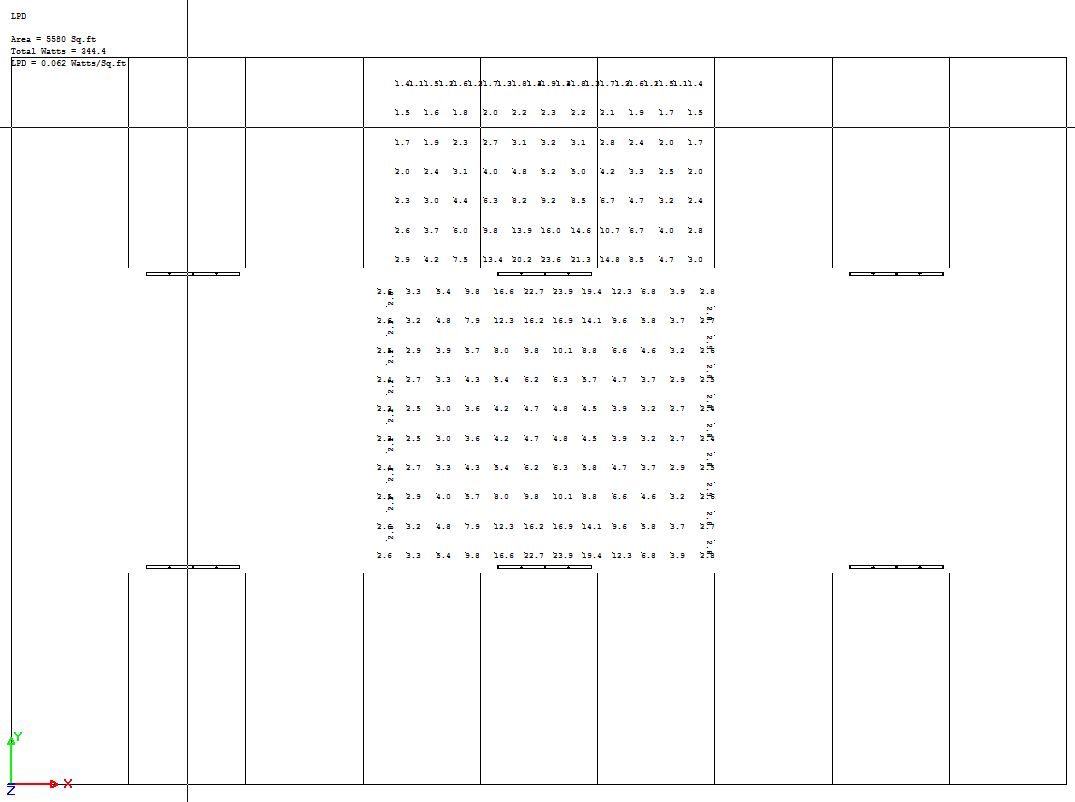 LPD
Area = 5580 Sq.ft
Total Watts = 344.4
LPD = 0.062 Watts/Sq.ft
1.5 1.6 1.8 2.0 2.2 2.3 2.2 2.1 1.9 1.7 1.5
1.7 1.9 2.3 2.7 3.1 3.2 3.1 2.8 2.4 2.0 1.7
2.0 2.4 3.1 4.0 4.8 5.2 5.0 4.2 3.3 2.5 2.0
2.3 3.0 4.4 6.3 8.2 9.2 8.5 6.7 4.7 3.2 2.4
2.6 3.7 6.0 9.8 13.9 16.0 14.6 10.7 6.7 4.0 2.8
2.9 4.2 7.5 13.4 20.2 23.6 21.3 14.8 8.5 4.7 3.0
2.6 3.3 5.4 9.8 16.6 22.7 23.9 19.4 12.3 6.8 3.9 2.8
3.2 4.8 7.9 12.3 16.2 16.9 14.1 9.6 5.8 3.7
2.9 3.9 5.7 8.0 9.8 10.1 8.8 6.6 4.6 3.2
2.7 3.3 4.3 5.4 6.2 6.3 5.7 4.7 3.7 2.9
2.5 3.0 3.6 4.2 4.7 4.8 4.5 3.9 3.2 2.7
2.5 3.0 3.6 4.2 4.7 4.8 4.5 3.9 3.2 2.7
2.7 3.3 4.3 5.4 6.2 6.3 5.8 4.7 3.7 2.9
2.9 4.0 5.7 8.0 9.8 10.1 8.8 6.6 4.6 3.2
3.2 4.8 7.9 12.3 16.2 16.9 14.1 9.6 5.8 3.7
2.6 3.3 5.4 9.8 16.6 22.7 23.9 19.4 12.3 6.8 3.9 2.8
Y
X
Z